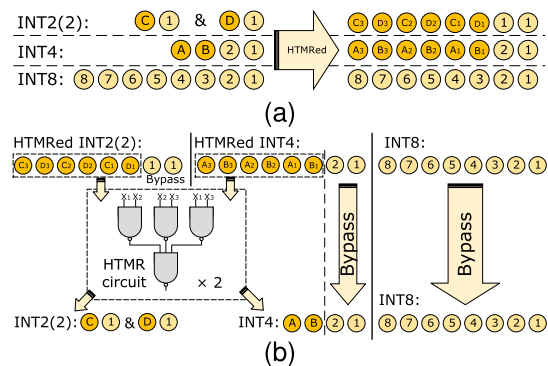 INT2(2): C 1 & D 1 C3 D3 C2 D2 C1 D1 1 1
INT4: A B 2 1 HTMRed A3 A3 A2 B2 A1 B1 2 1
INT8: 8 7 6 5 4 3 2 1 8 7 6 5 4 3 2 1
(a)
HTMRed INT2(2): HTMRed INT4: INT8:
C3 D3 C2 D2 C1 D1 1 1 A3 B3 A2 B2 A1 B1 2 1 8 7 6 5 4 3 2 1
Bypass
X1 X2 X2 X3 X1 X3
HTMR
circuit × 2
Bypass
Bypass
INT8:
INT2(2): C 1 & D 1 INT4: A B 2 1 8 7 6 5 4 3 2 1
(b)